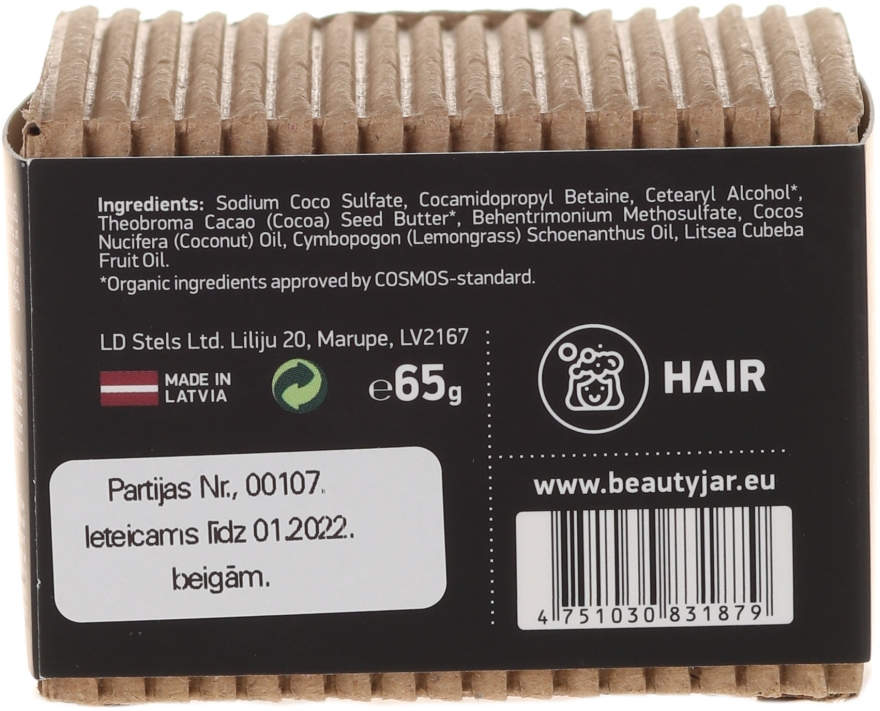 Ingredients: Sodium Coco Sulfate, Cocamidopropyl Betaine, Cetearyl Alcohol*,
Theobroma Cacao (Cocoa) Seed Butter*, Behentrimonium Methosulfate, Cocos
Nucifera (Coconut) Oil, Cymbopogon (Lemongrass) Schoenanthus Oil, Litsea Cubeba
Fruit Oil.
*Organic ingredients approved by COSMOS-standard.
LD Stels Ltd. Liliju 20, Marupe, LV2167
MADE IN
LATVIA
℮65g
HAIR
Partijas Nr., 00107.
Ieteicams līdz 01.2022.
beigām.
www.beautyjar.eu
4 751030 831879